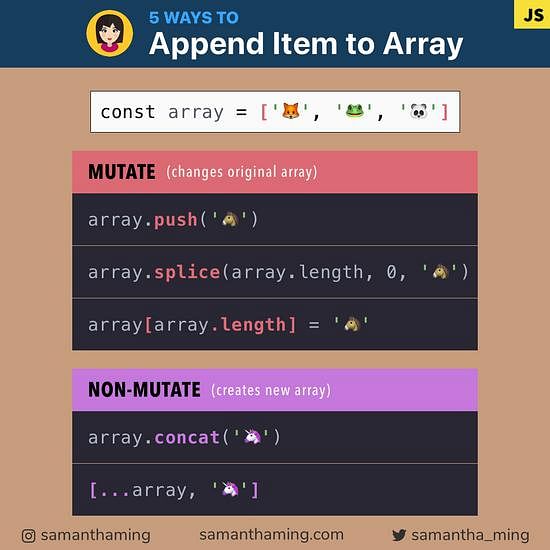 5 WAYS TO
Append Item to Array
JS
const array = ['🦊', '🐸', '🐼']
MUTATE (changes original array)
array.push('🐴')
array.splice(array.length, 0, '🐴')
array[array.length] = '🐴'
NON-MUTATE (creates new array)
array.concat('🦄')
[...array, '🦄']
samanthaming
samanthaming.com
samantha_ming